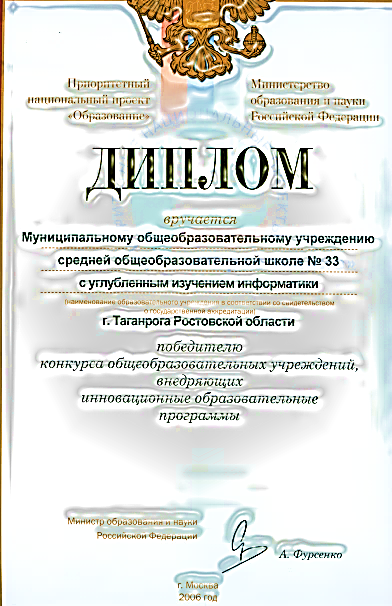 Приоритетный
национальный проект
«Образование»
Министерство
образования и науки
Российской Федерации
ДИПЛОМ
вручается
Муниципальному общеобразовательному учреждению
средней общеобразовательной школе № 33
с углубленным изучением информатики
(наименование образовательного учреждения в соответствии со свидетельством
о государственной аккредитации)
г. Таганрога Ростовской области
победителю
конкурса общеобразовательных учреждений,
внедряющих
инновационные образовательные
программы
Министр образования и науки
Российской Федерации
А. Фурсенко
г. Москва
2006 год